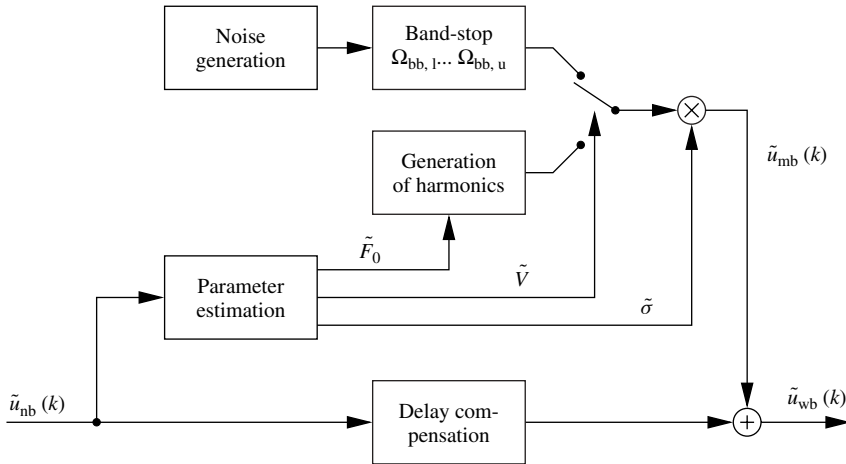 Noise
generation
Band-stop
Ω_bb, l··· Ω_bb, u
Generation
of harmonics
ũ_mb (k)
F̃_0
Parameter
estimation
Ṽ
σ̃
ũ_nb (k)
Delay com-
pensation
ũ_wb (k)